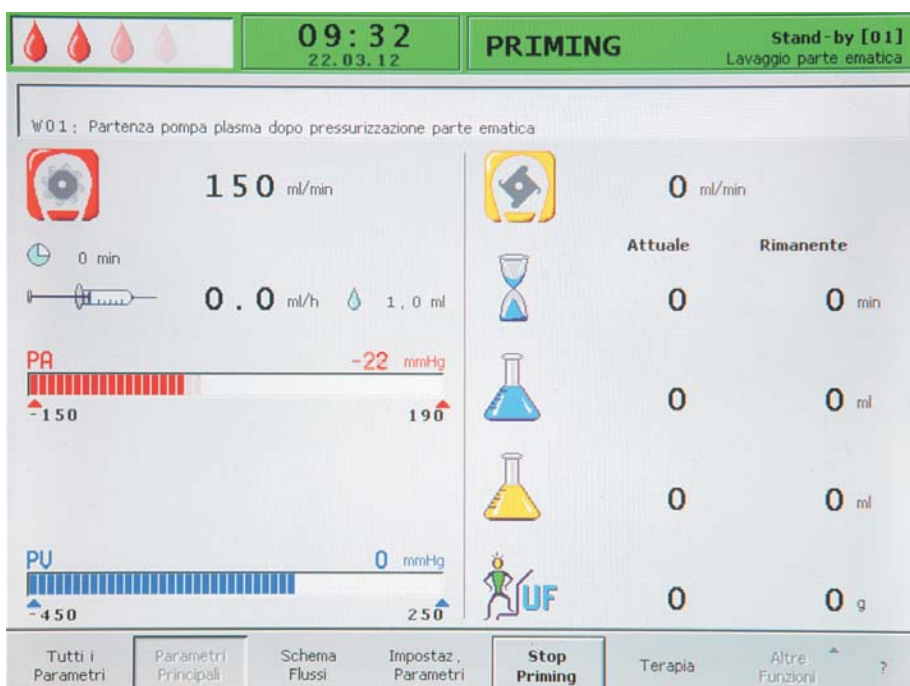 09:32
22.03.12
PRIMING
Stand-by [01]
Lavaggio parte ematica
W01: Partenza pompa plasma dopo pressurizzazione parte ematica
150 ml/min
0 ml/min
0 min
Attuale Rimanente
0.0 ml/h 1,0 ml
0 0 min
PA -22 mmHg
-150 190
0 0 ml
0 0 ml
PV 0 mmHg
-450 250
UF 0 0 g
Tutti i Parametri
Parametri Principali
Schema Flussi
Impostaz. Parametri
Stop Priming
Terapia
Altre Funzioni
?